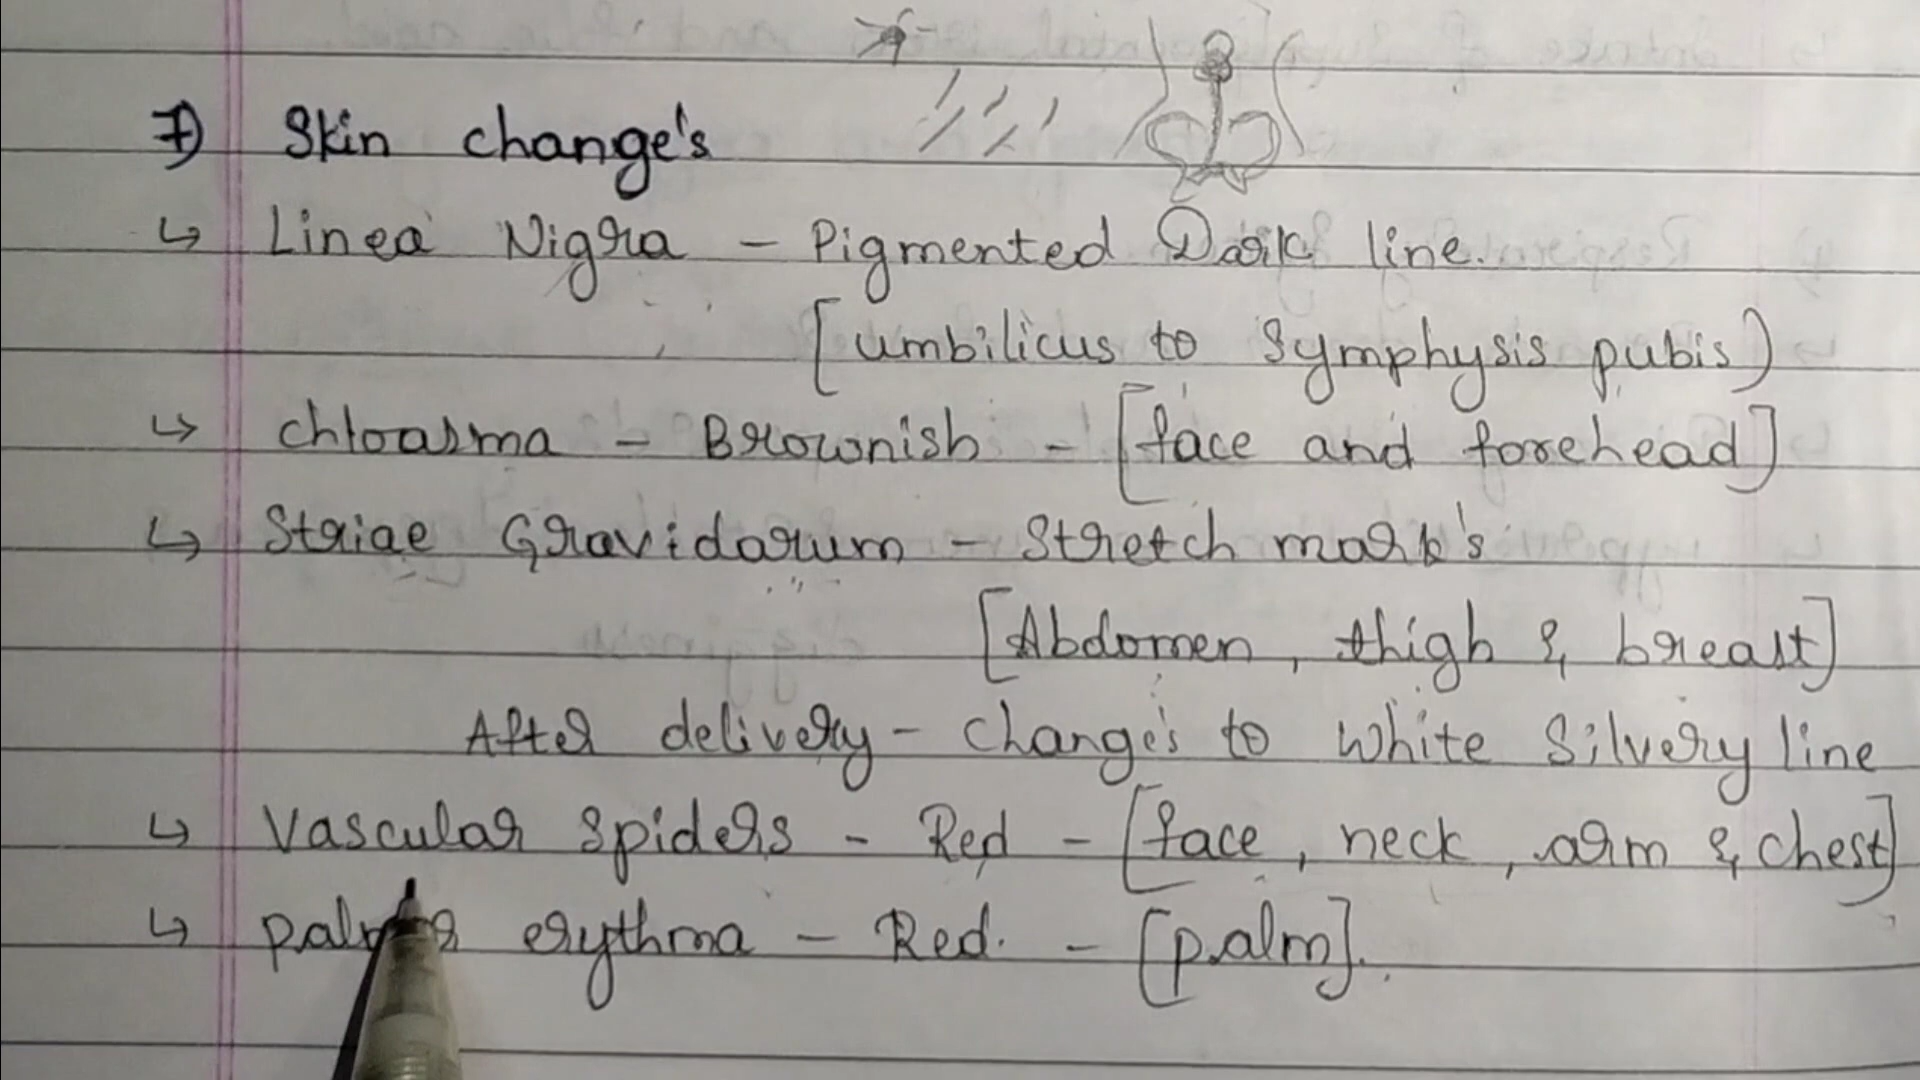 7) Skin change's
↳ Linea Nigra - Pigmented Dark line.
[umbilicus to Symphysis pubis)
↳ chloasma - Brownish - [face and forehead]
↳ Striae Gravidarum - Stretch mark's
[Abdomen, thigh & breast]
After delivery - change's to white Silvery line
↳ Vascular spiders - Red - [face, neck, arm & chest]
↳ erythma - Red. - [palm].